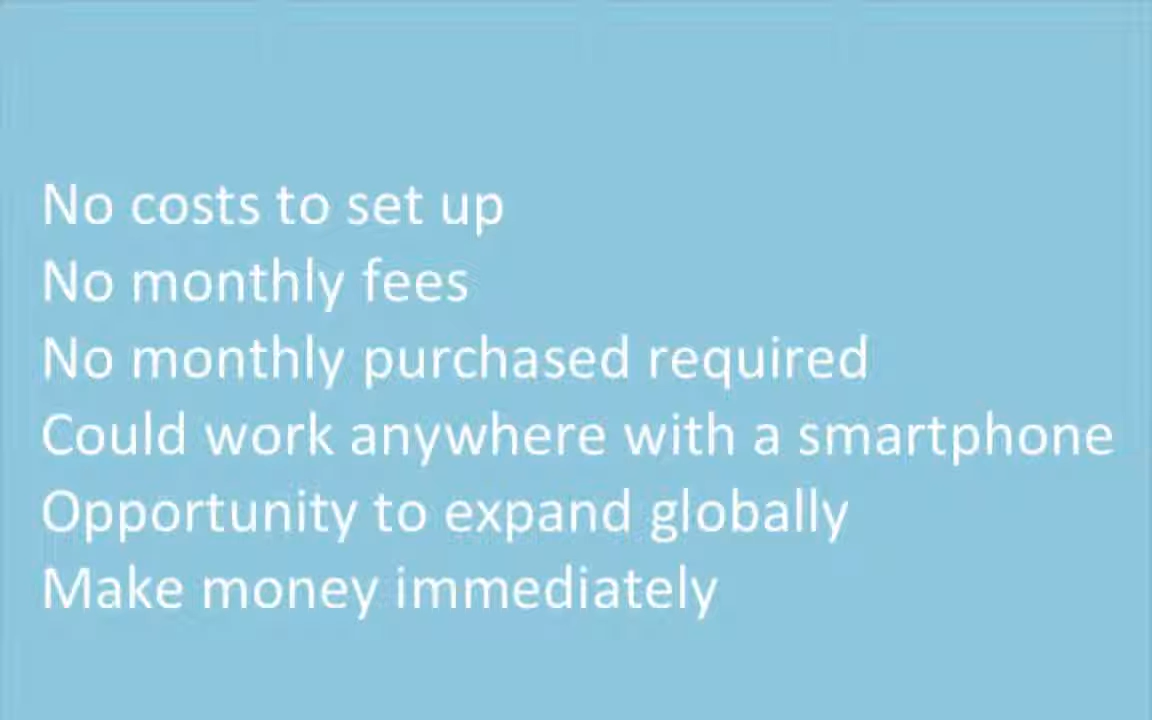 No costs to set up
No monthly fees
No monthly purchased required
Could work anywhere with a smartphone
Opportunity to expand globally
Make money immediately